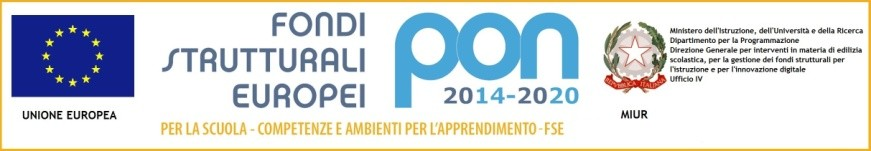 UNIONE EUROPEA
FONDI
STRUTTURALI
EUROPEI
pon
2014-2020
PER LA SCUOLA - COMPETENZE E AMBIENTI PER L'APPRENDIMENTO-FSE
REPVBBLICA ITALIANA
MIUR
Ministero dell'Istruzione, dell'Università e della Ricerca
Dipartimento per la Programmazione
Direzione Generale per interventi in materia di edilizia
scolastica, per la gestione dei fondi strutturali per
l'istruzione e per l'innovazione digitale
Ufficio IV